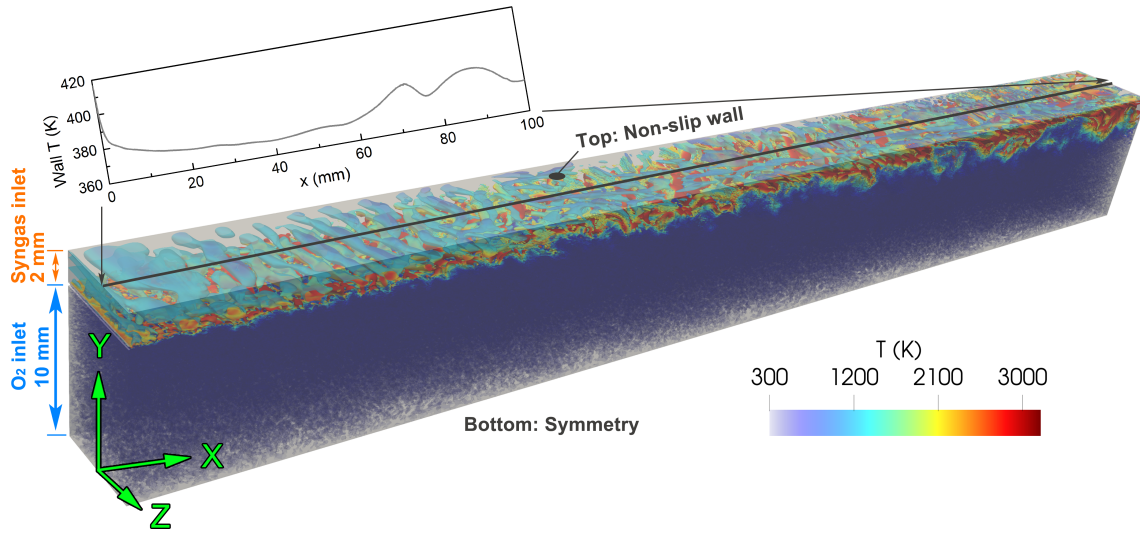 420
400
380
360
Wall T (K)
0
20
40
60
80
100
x (mm)
Top: Non-slip wall
Syngas inlet
2 mm
O₂ inlet
10 mm
Y
X
Z
Bottom: Symmetry
T (K)
300 1200 2100 3000